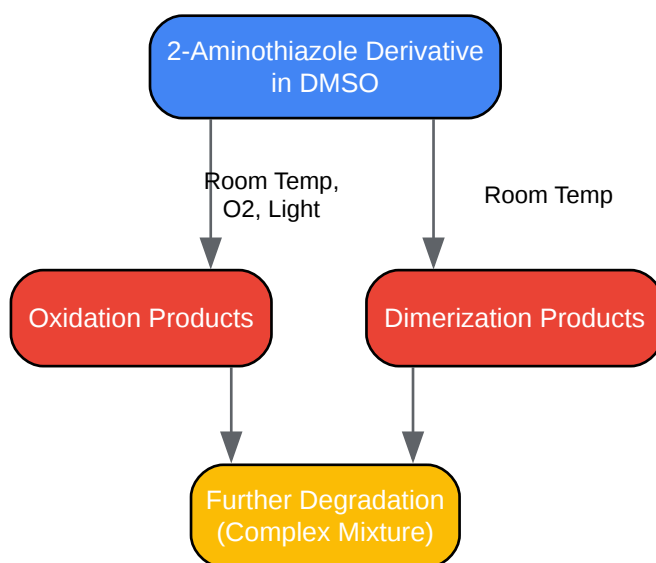 2-Aminothiazole Derivative
in DMSO
Room Temp,
O2, Light
Room Temp
Oxidation Products
Dimerization Products
Further Degradation
(Complex Mixture)